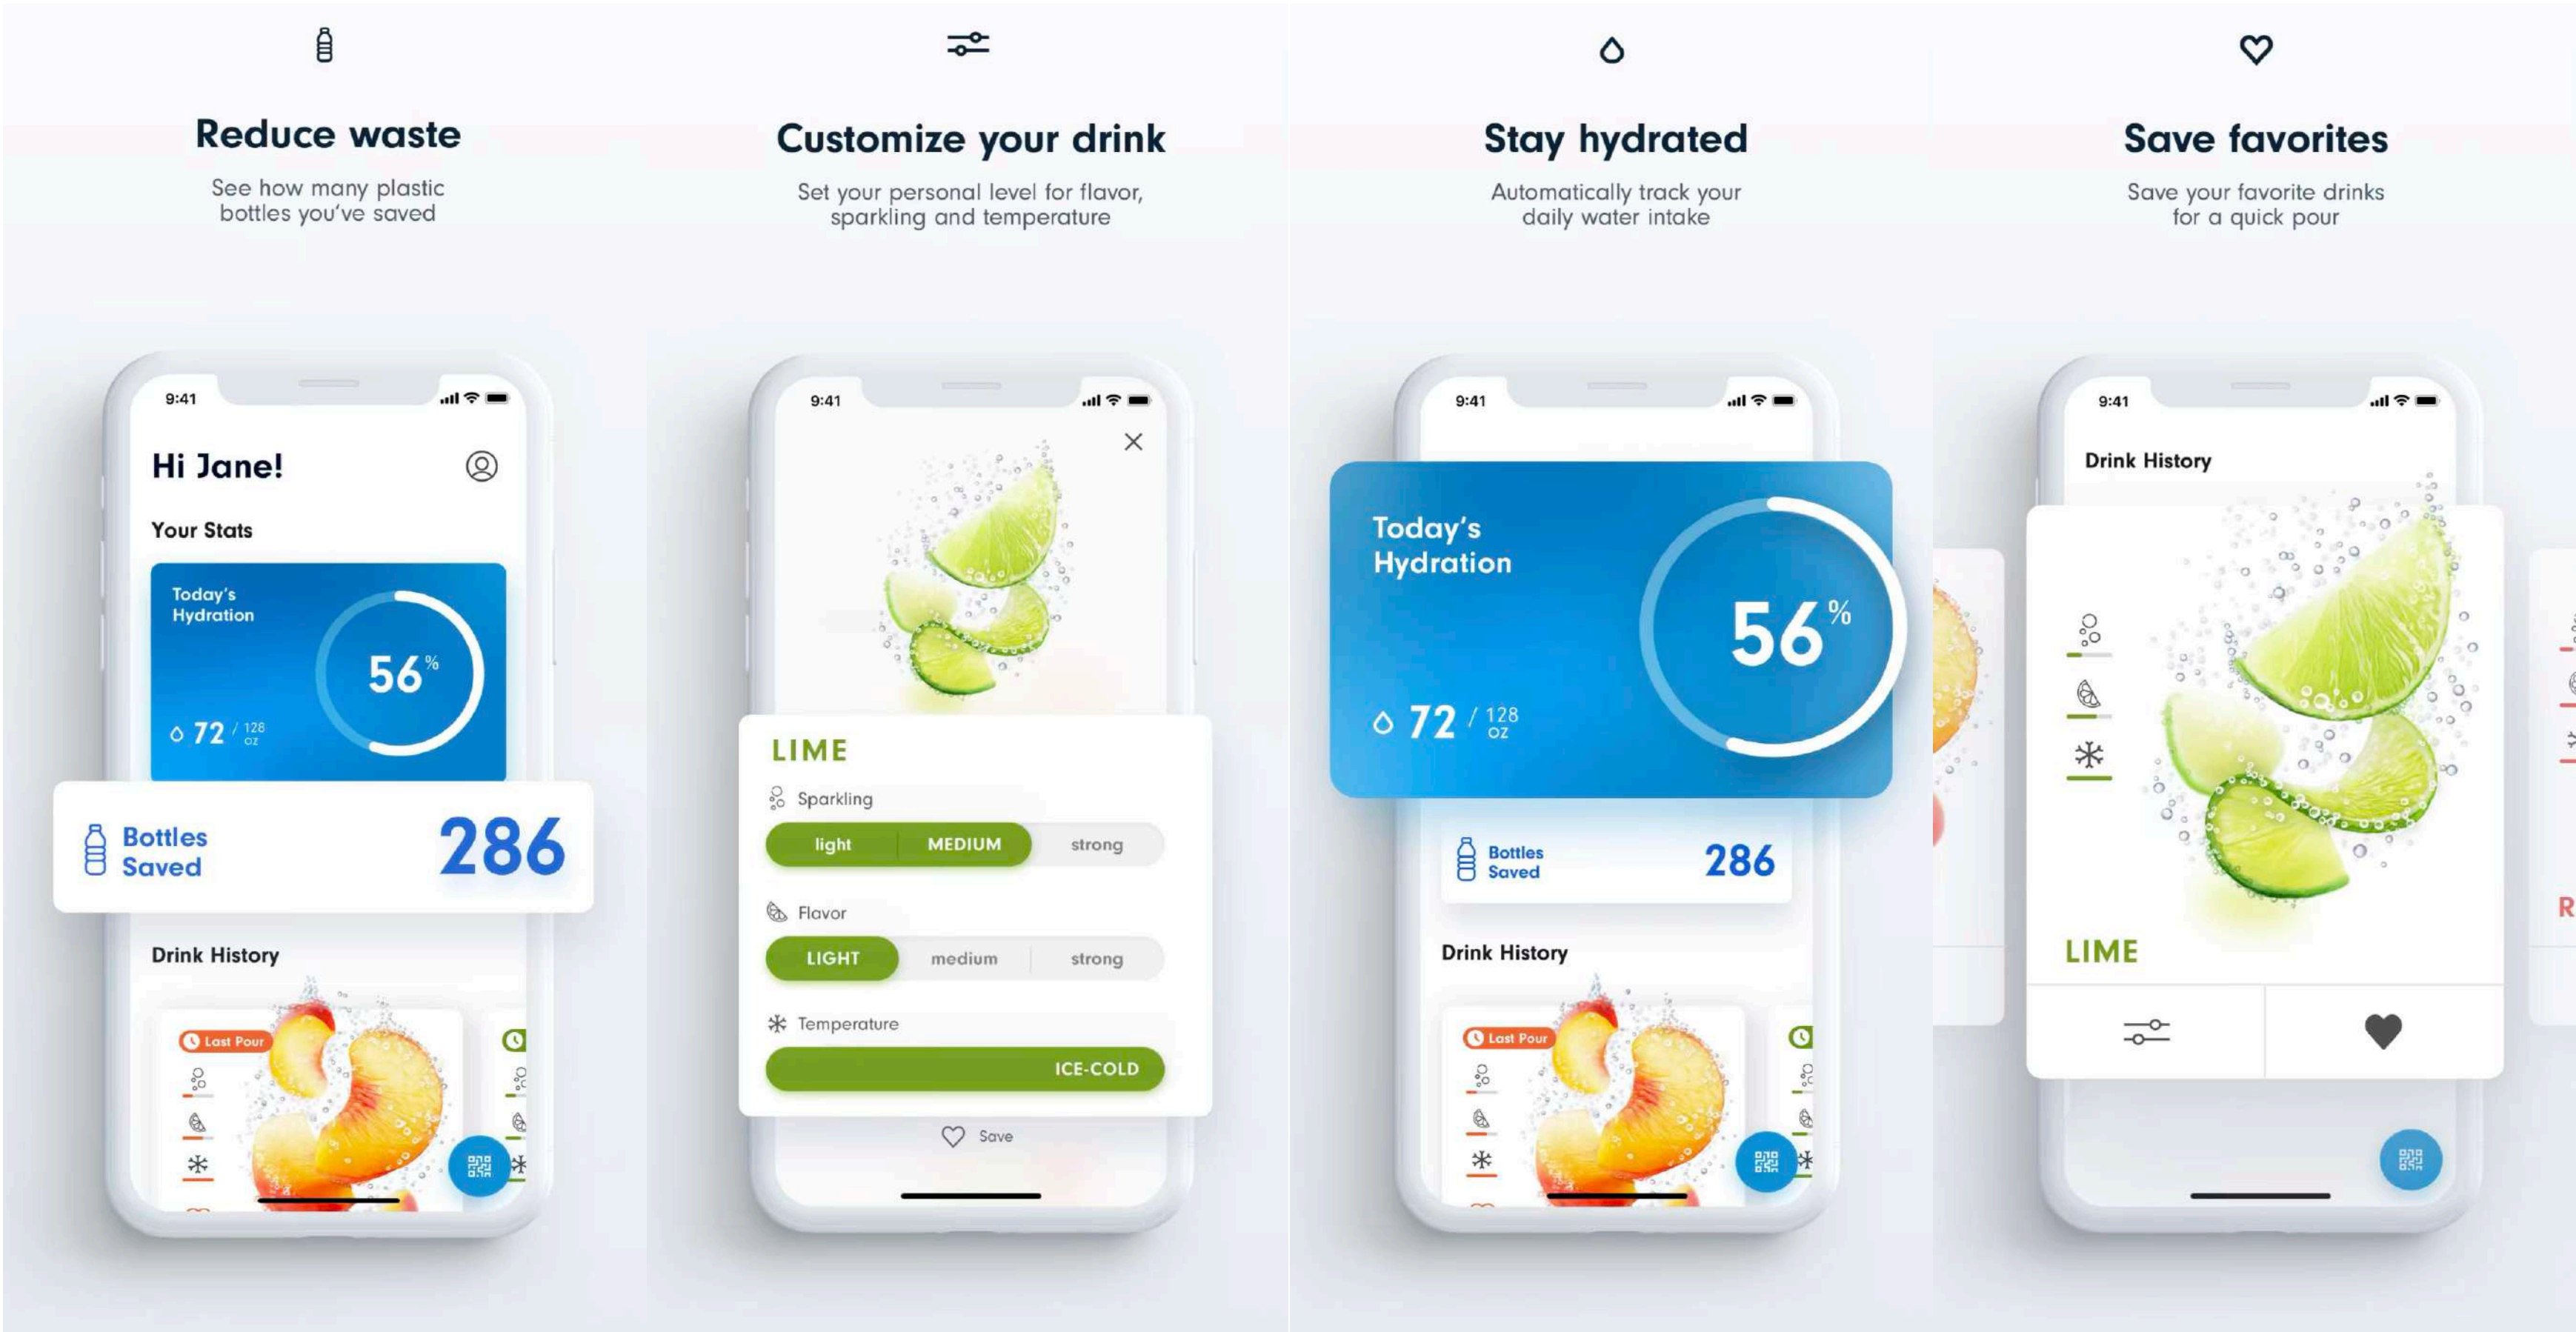 Reduce waste
See how many plastic
bottles you've saved
9:41
Hi Jane!
Your Stats
Today's
Hydration
56%
72 / 128
oz
Bottles
Saved
286
Drink History
Last Pour
Customize your drink
Set your personal level for flavor,
sparkling and temperature
9:41
LIME
Sparkling
light MEDIUM strong
Flavor
LIGHT medium strong
Temperature
ICE-COLD
Save
Stay hydrated
Automatically track your
daily water intake
9:41
Today's
Hydration
56%
72 / 128
oz
Bottles
Saved
286
Drink History
Last Pour
Save favorites
Save your favorite drinks
for a quick pour
9:41
Drink History
LIME
R